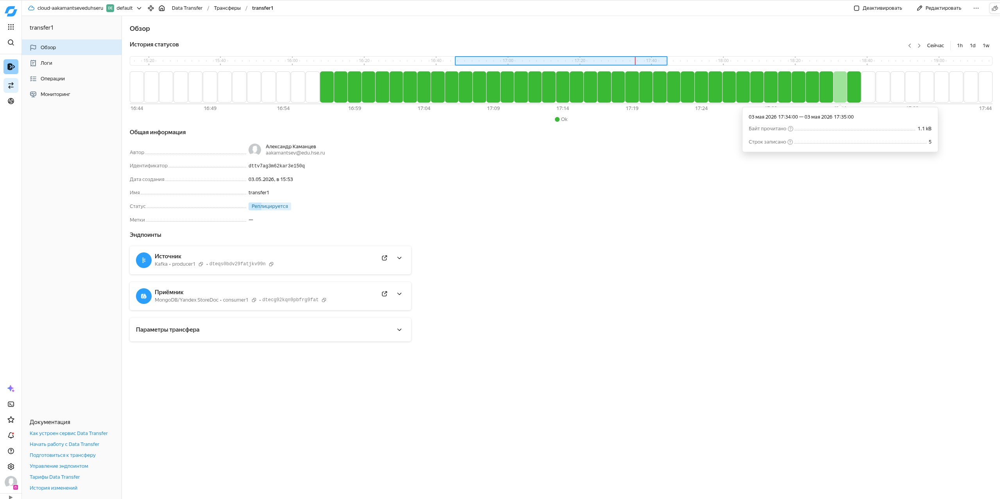 cloud-aakamantseveduhseru DE default Data Transfer / Трансферы / transfer1 Деактивировать Редактировать
transfer1
Обзор
Логи
Операции
Мониторинг
Документация
Как устроен сервис Data Transfer
Начать работу с Data Transfer
Подготовиться к трансферу
Управление эндпоинтом
Тарифы Data Transfer
История изменений
Обзор
История статусов
Сейчас 1h 1d 1w
15:20 15:40 16:00 16:20 16:40 17:00 17:20 17:40 18:00 18:20 18:40 19:00
16:44 16:49 16:54 16:59 17:04 17:09 17:14 17:19 17:24 17:44
Ok
03 мая 2026 17:34:00 — 03 мая 2026 17:35:00
Байт прочитано 1.1 kB
Строк записано 5
Общая информация
Автор Александр Каманцев
aakamantsev@edu.hse.ru
Идентификатор dttv7ag3m62kar3e150q
Дата создания 03.05.2026, в 15:53
Имя transfer1
Статус Реплицируется
Метки —
Эндпоинты
Источник
Kafka • producer1 • dteqs0bdv29fatjkv99n
Приёмник
MongoDB/Yandex StoreDoc • consumer1 • dtecg92kqn9pbfrg9fat
Параметры трансфера